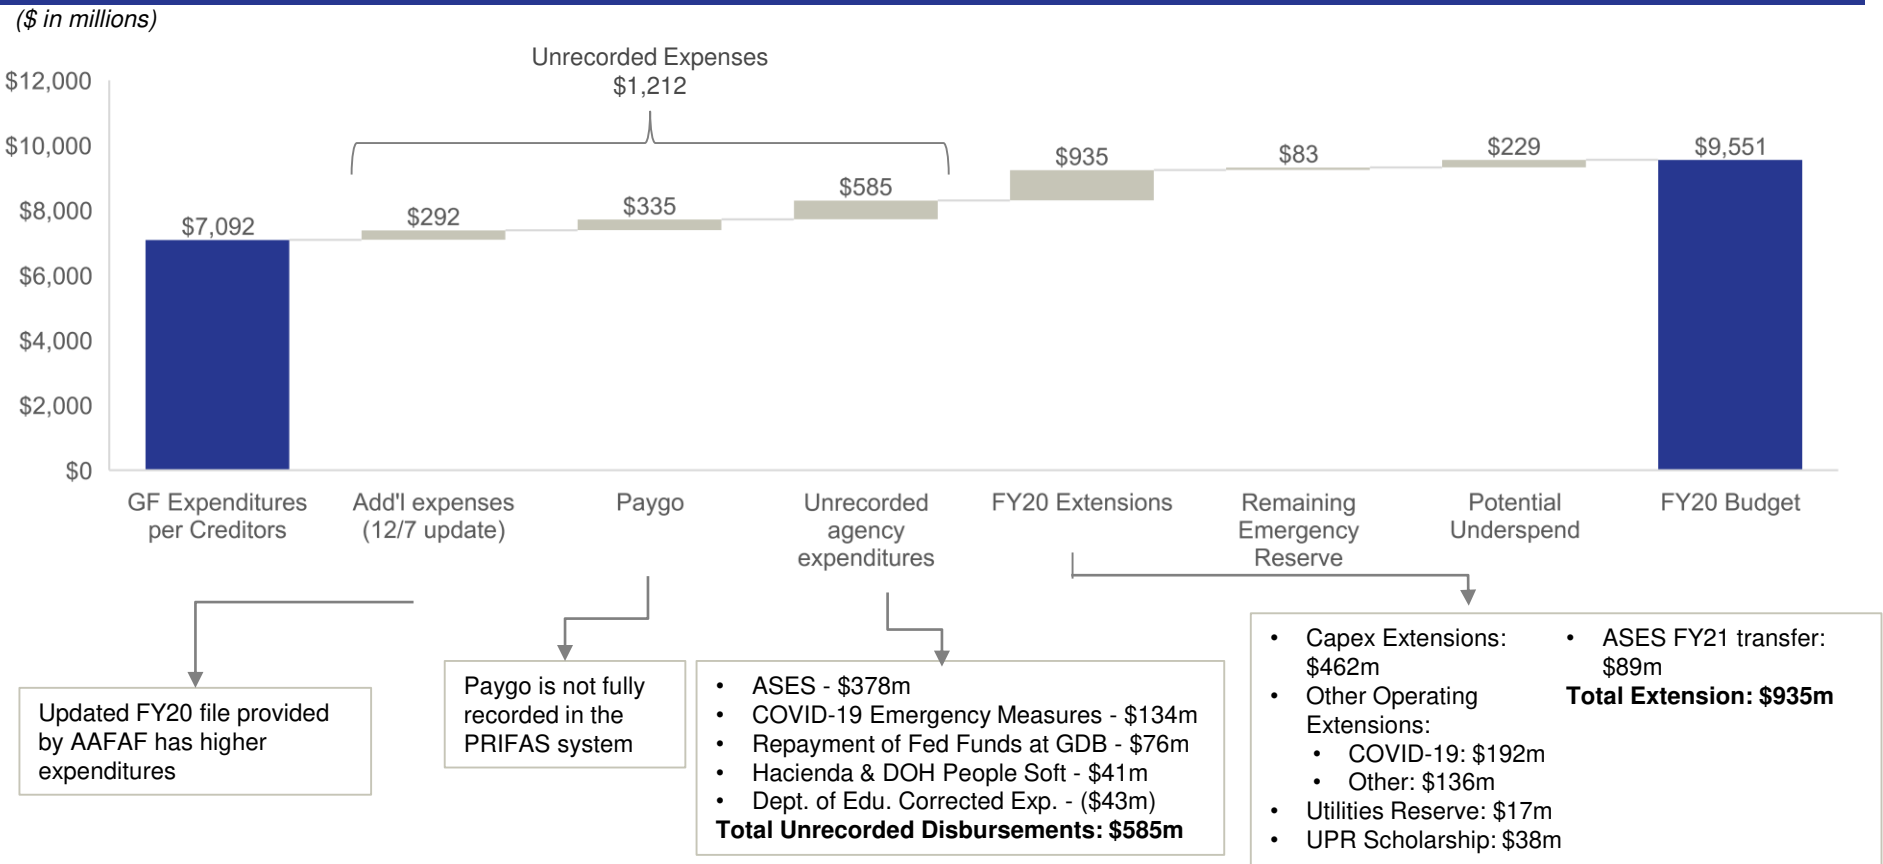 ($ in millions)
Unrecorded Expenses
$1,212
$12,000
$10,000
$8,000
$6,000
$4,000
$2,000
$0
$7,092
$292
$335
$585
$935
$83
$229
$9,551
GF Expenditures
per Creditors
Add'l expenses
(12/7 update)
Paygo
Unrecorded
agency
expenditures
FY20 Extensions
Remaining
Emergency
Reserve
Potential
Underspend
FY20 Budget
Updated FY20 file provided
by AAFAF has higher
expenditures
Paygo is not fully
recorded in the
PRIFAS system
• ASES - $378m
• COVID-19 Emergency Measures - $134m
• Repayment of Fed Funds at GDB - $76m
• Hacienda & DOH People Soft - $41m
• Dept. of Edu. Corrected Exp. - ($43m)
Total Unrecorded Disbursements: $585m
• Capex Extensions:
$462m
• Other Operating
Extensions:
• COVID-19: $192m
• Other: $136m
• Utilities Reserve: $17m
• UPR Scholarship: $38m
• ASES FY21 transfer:
$89m
Total Extension: $935m